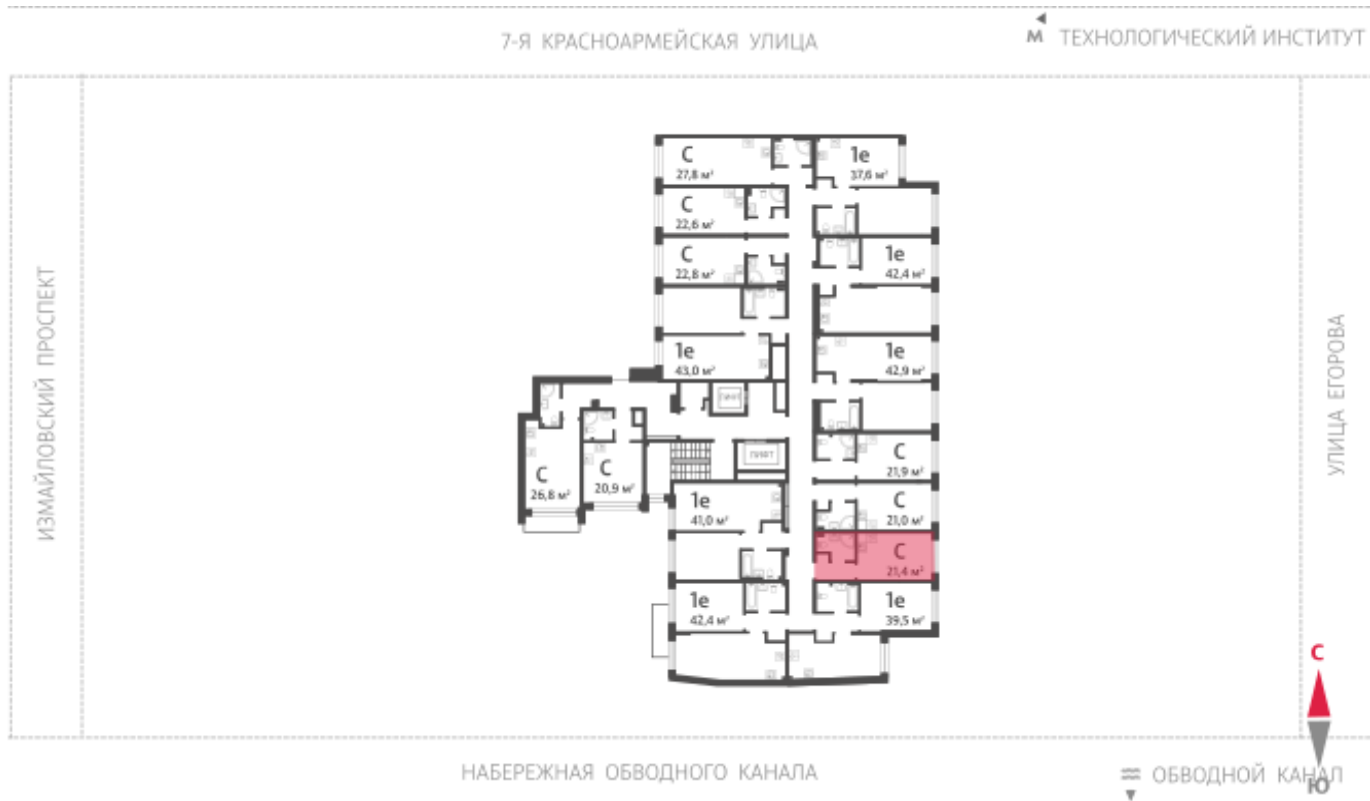 7-Я КРАСНОАРМЕЙСКАЯ УЛИЦА
М ТЕХНОЛОГИЧЕСКИЙ ИНСТИТУТ
ИЗМАЙЛОВСКИЙ ПРОСПЕКТ
УЛИЦА ЕГОРОВА
С
27,8 м²
1е
37,6 м²
С
22,6 м²
С
22,8 м²
1е
42,4 м²
1е
43,0 м²
1е
42,9 м²
ЛИФТ
ЛИФТ
С
26,8 м²
С
20,9 м²
С
21,9 м²
1е
41,0 м²
С
21,0 м²
С
21,4 м²
1е
42,4 м²
1е
39,5 м²
С
Ю
НАБЕРЕЖНАЯ ОБВОДНОГО КАНАЛА
ОБВОДНОЙ КАНАЛ